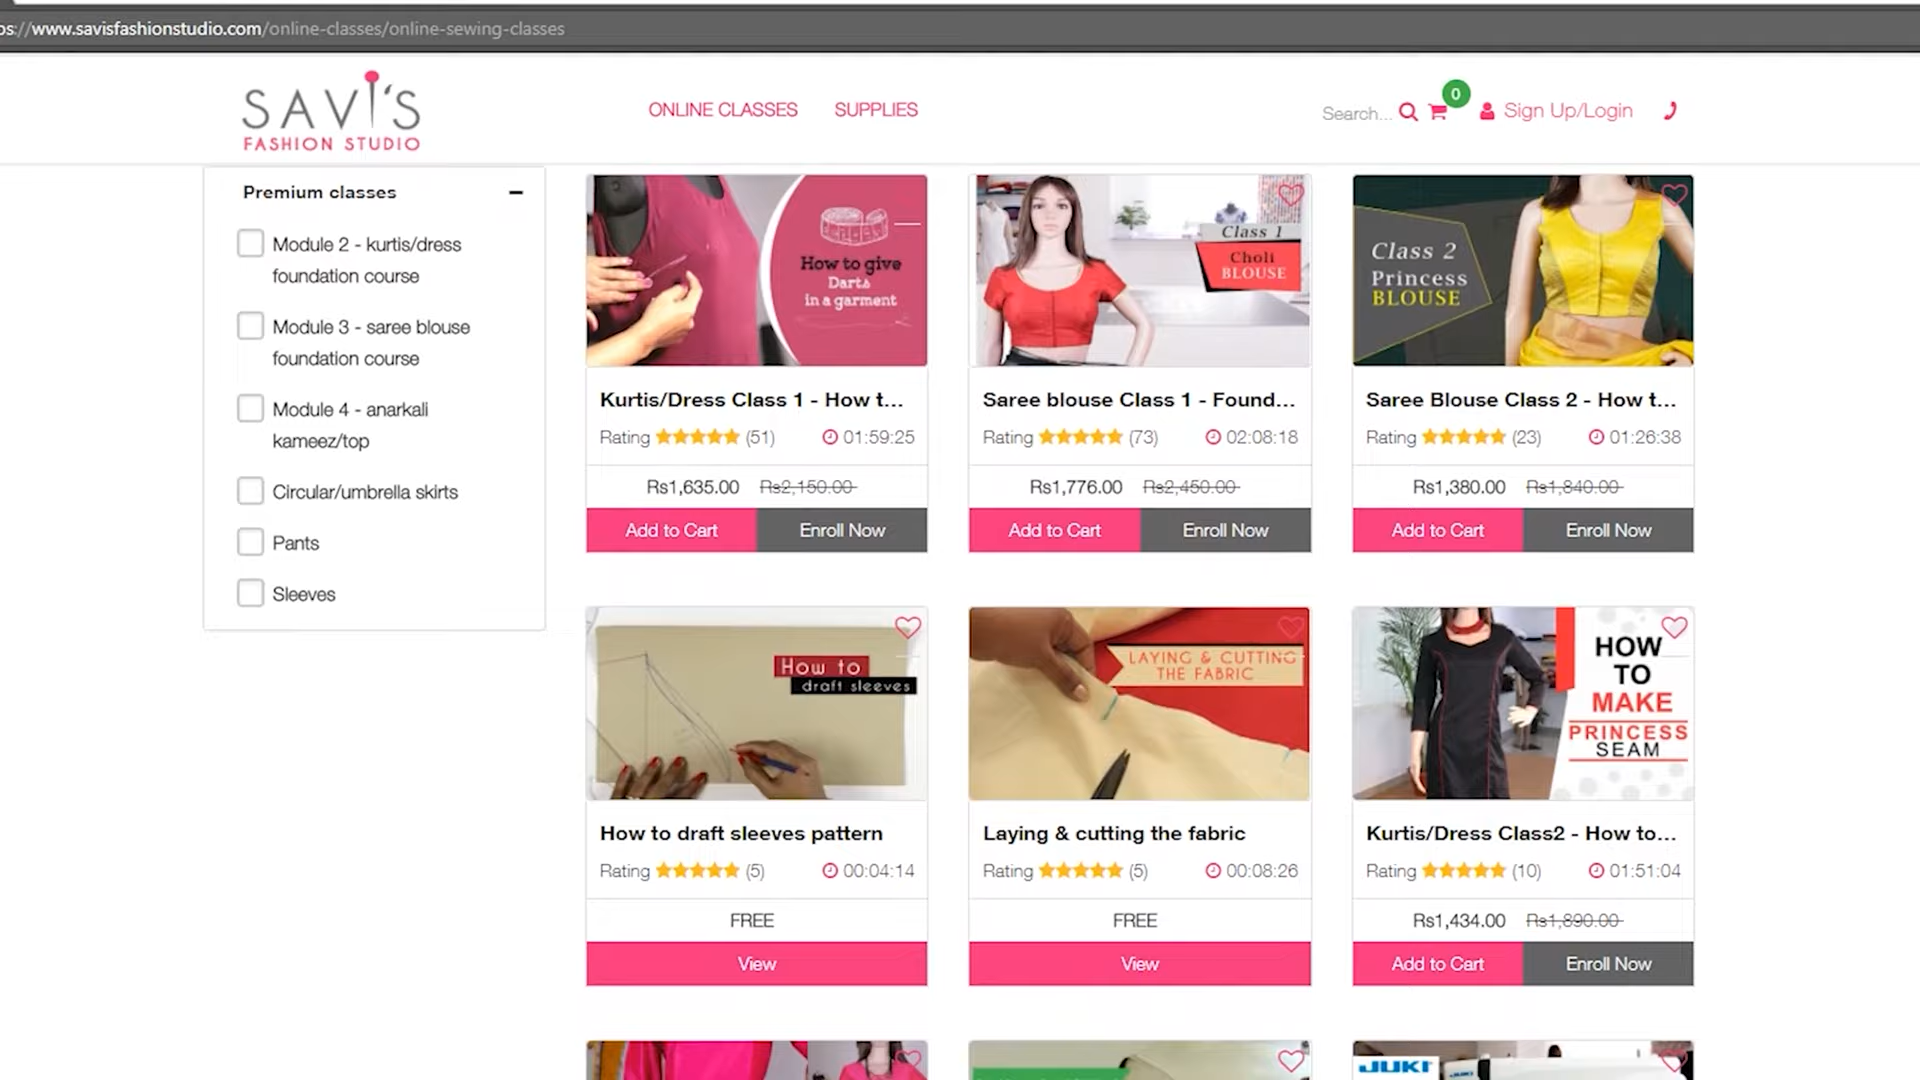 ps://www.savisfashionstudio.com/online-classes/online-sewing-classes
SAVI'S
FASHION STUDIO
ONLINE CLASSES
SUPPLIES
Search...
0
Sign Up/Login
Premium classes
Module 2 - kurtis/dress
foundation course
Module 3 - saree blouse
foundation course
Module 4 - anarkali
kameez/top
Circular/umbrella skirts
Pants
Sleeves
How to give
Darts
in a garment
Kurtis/Dress Class 1 - How t...
Rating (51) 01:59:25
Rs1,635.00 Rs2,150.00
Add to Cart Enroll Now
Class 1
Choli
BLOUSE
Saree blouse Class 1 - Found...
Rating (73) 02:08:18
Rs1,776.00 Rs2,450.00
Add to Cart Enroll Now
Class 2
Princess
BLOUSE
Saree Blouse Class 2 - How t...
Rating (23) 01:26:38
Rs1,380.00 Rs1,840.00
Add to Cart Enroll Now
How to
draft sleeves
How to draft sleeves pattern
Rating (5) 00:04:14
FREE
View
LAYING & CUTTING
THE FABRIC
Laying & cutting the fabric
Rating (5) 00:08:26
FREE
View
HOW
TO
MAKE
PRINCESS
SEAM
Kurtis/Dress Class2 - How to...
Rating (10) 01:51:04
Rs1,434.00 Rs1,890.00
Add to Cart Enroll Now
JUKI